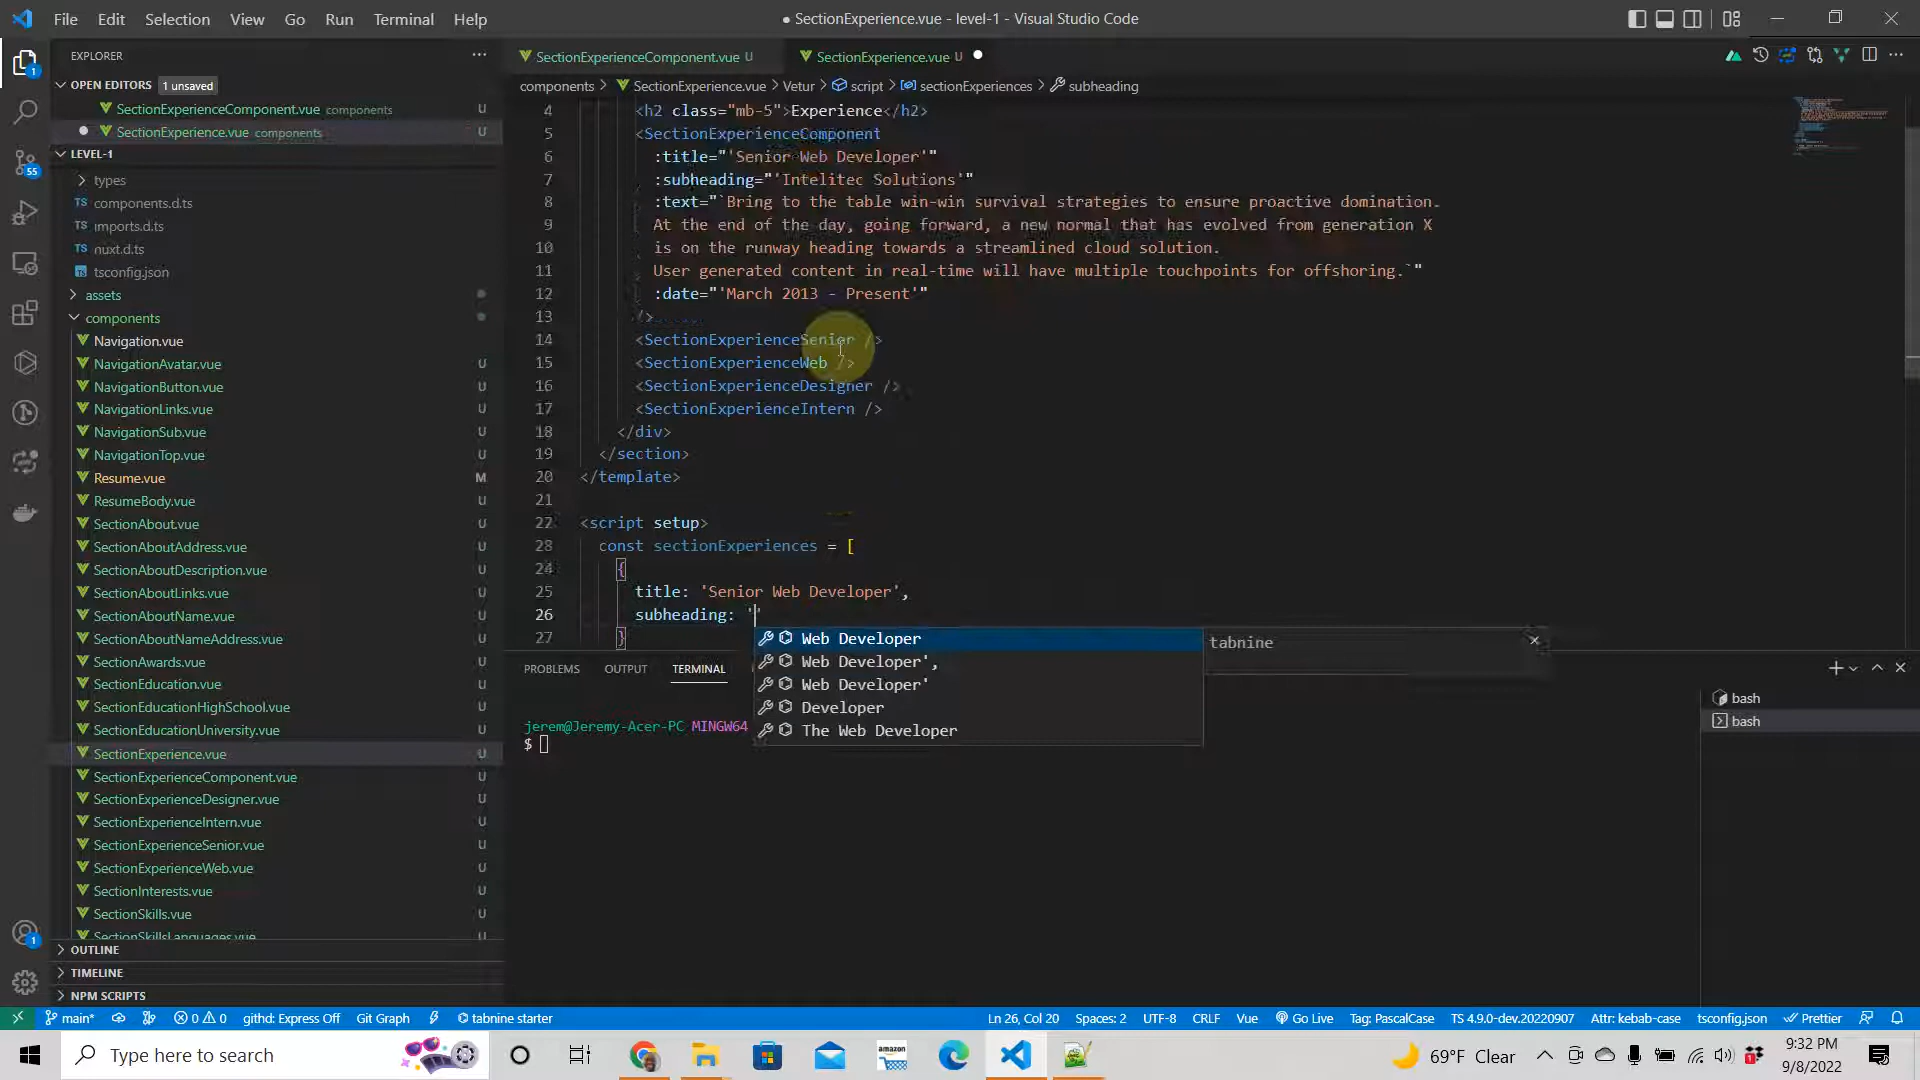 File Edit Selection View Go Run Terminal Help
● SectionExperience.vue - level-1 - Visual Studio Code
EXPLORER
OPEN EDITORS 1 unsaved
SectionExperienceComponent.vue components U
SectionExperience.vue components U
LEVEL-1
types
TS components.d.ts
TS imports.d.ts
TS nuxt.d.ts
tsconfig.json
assets
components
Navigation.vue U
NavigationAvatar.vue U
NavigationButton.vue U
NavigationLinks.vue U
NavigationSub.vue U
NavigationTop.vue U
Resume.vue M
ResumeBody.vue U
SectionAbout.vue U
SectionAboutAddress.vue U
SectionAboutDescription.vue U
SectionAboutLinks.vue U
SectionAboutName.vue U
SectionAboutNameAddress.vue U
SectionAwards.vue U
SectionEducation.vue U
SectionEducationHighSchool.vue U
SectionEducationUniversity.vue U
SectionExperience.vue U
SectionExperienceComponent.vue U
SectionExperienceDesigner.vue U
SectionExperienceIntern.vue U
SectionExperienceSenior.vue U
SectionExperienceWeb.vue U
SectionInterests.vue U
SectionSkills.vue U
SectionSkillsLanguages.vue U
OUTLINE
TIMELINE
NPM SCRIPTS
1
55
1
SectionExperienceComponent.vue U
SectionExperience.vue U ●
components > SectionExperience.vue > Vetur > script > sectionExperiences > subheading
4 <h2 class="mb-5">Experience</h2>
5 <SectionExperienceComponent
6 :title="'Senior Web Developer'"
7 :subheading="'Intelitec Solutions'"
8 :text="`Bring to the table win-win survival strategies to ensure proactive domination.
9 At the end of the day, going forward, a new normal that has evolved from generation X
10 is on the runway heading towards a streamlined cloud solution.
11 User generated content in real-time will have multiple touchpoints for offshoring.`"
12 :date="'March 2013 - Present'"
13 />
14 <SectionExperienceSenior />
15 <SectionExperienceWeb />
16 <SectionExperienceDesigner />
17 <SectionExperienceIntern />
18 </div>
19 </section>
20 </template>
21
22 <script setup>
23 const sectionExperiences = [
24 {
25 title: 'Senior Web Developer',
26 subheading: ''
27 }
Web Developer
Web Developer',
Web Developer'
Developer
The Web Developer
tabnine
PROBLEMS OUTPUT TERMINAL
jerem@Jeremy-Acer-PC MINGW64
$
bash
bash
main* 0 0 githd: Express Off Git Graph tabnine starter
Ln 26, Col 20 Spaces: 2 UTF-8 CRLF Vue Go Live Tag: PascalCase TS 4.9.0-dev.20220907 Attr: kebab-case tsconfig.json Prettier
Type here to search
amazon
69°F Clear
9:32 PM
9/8/2022